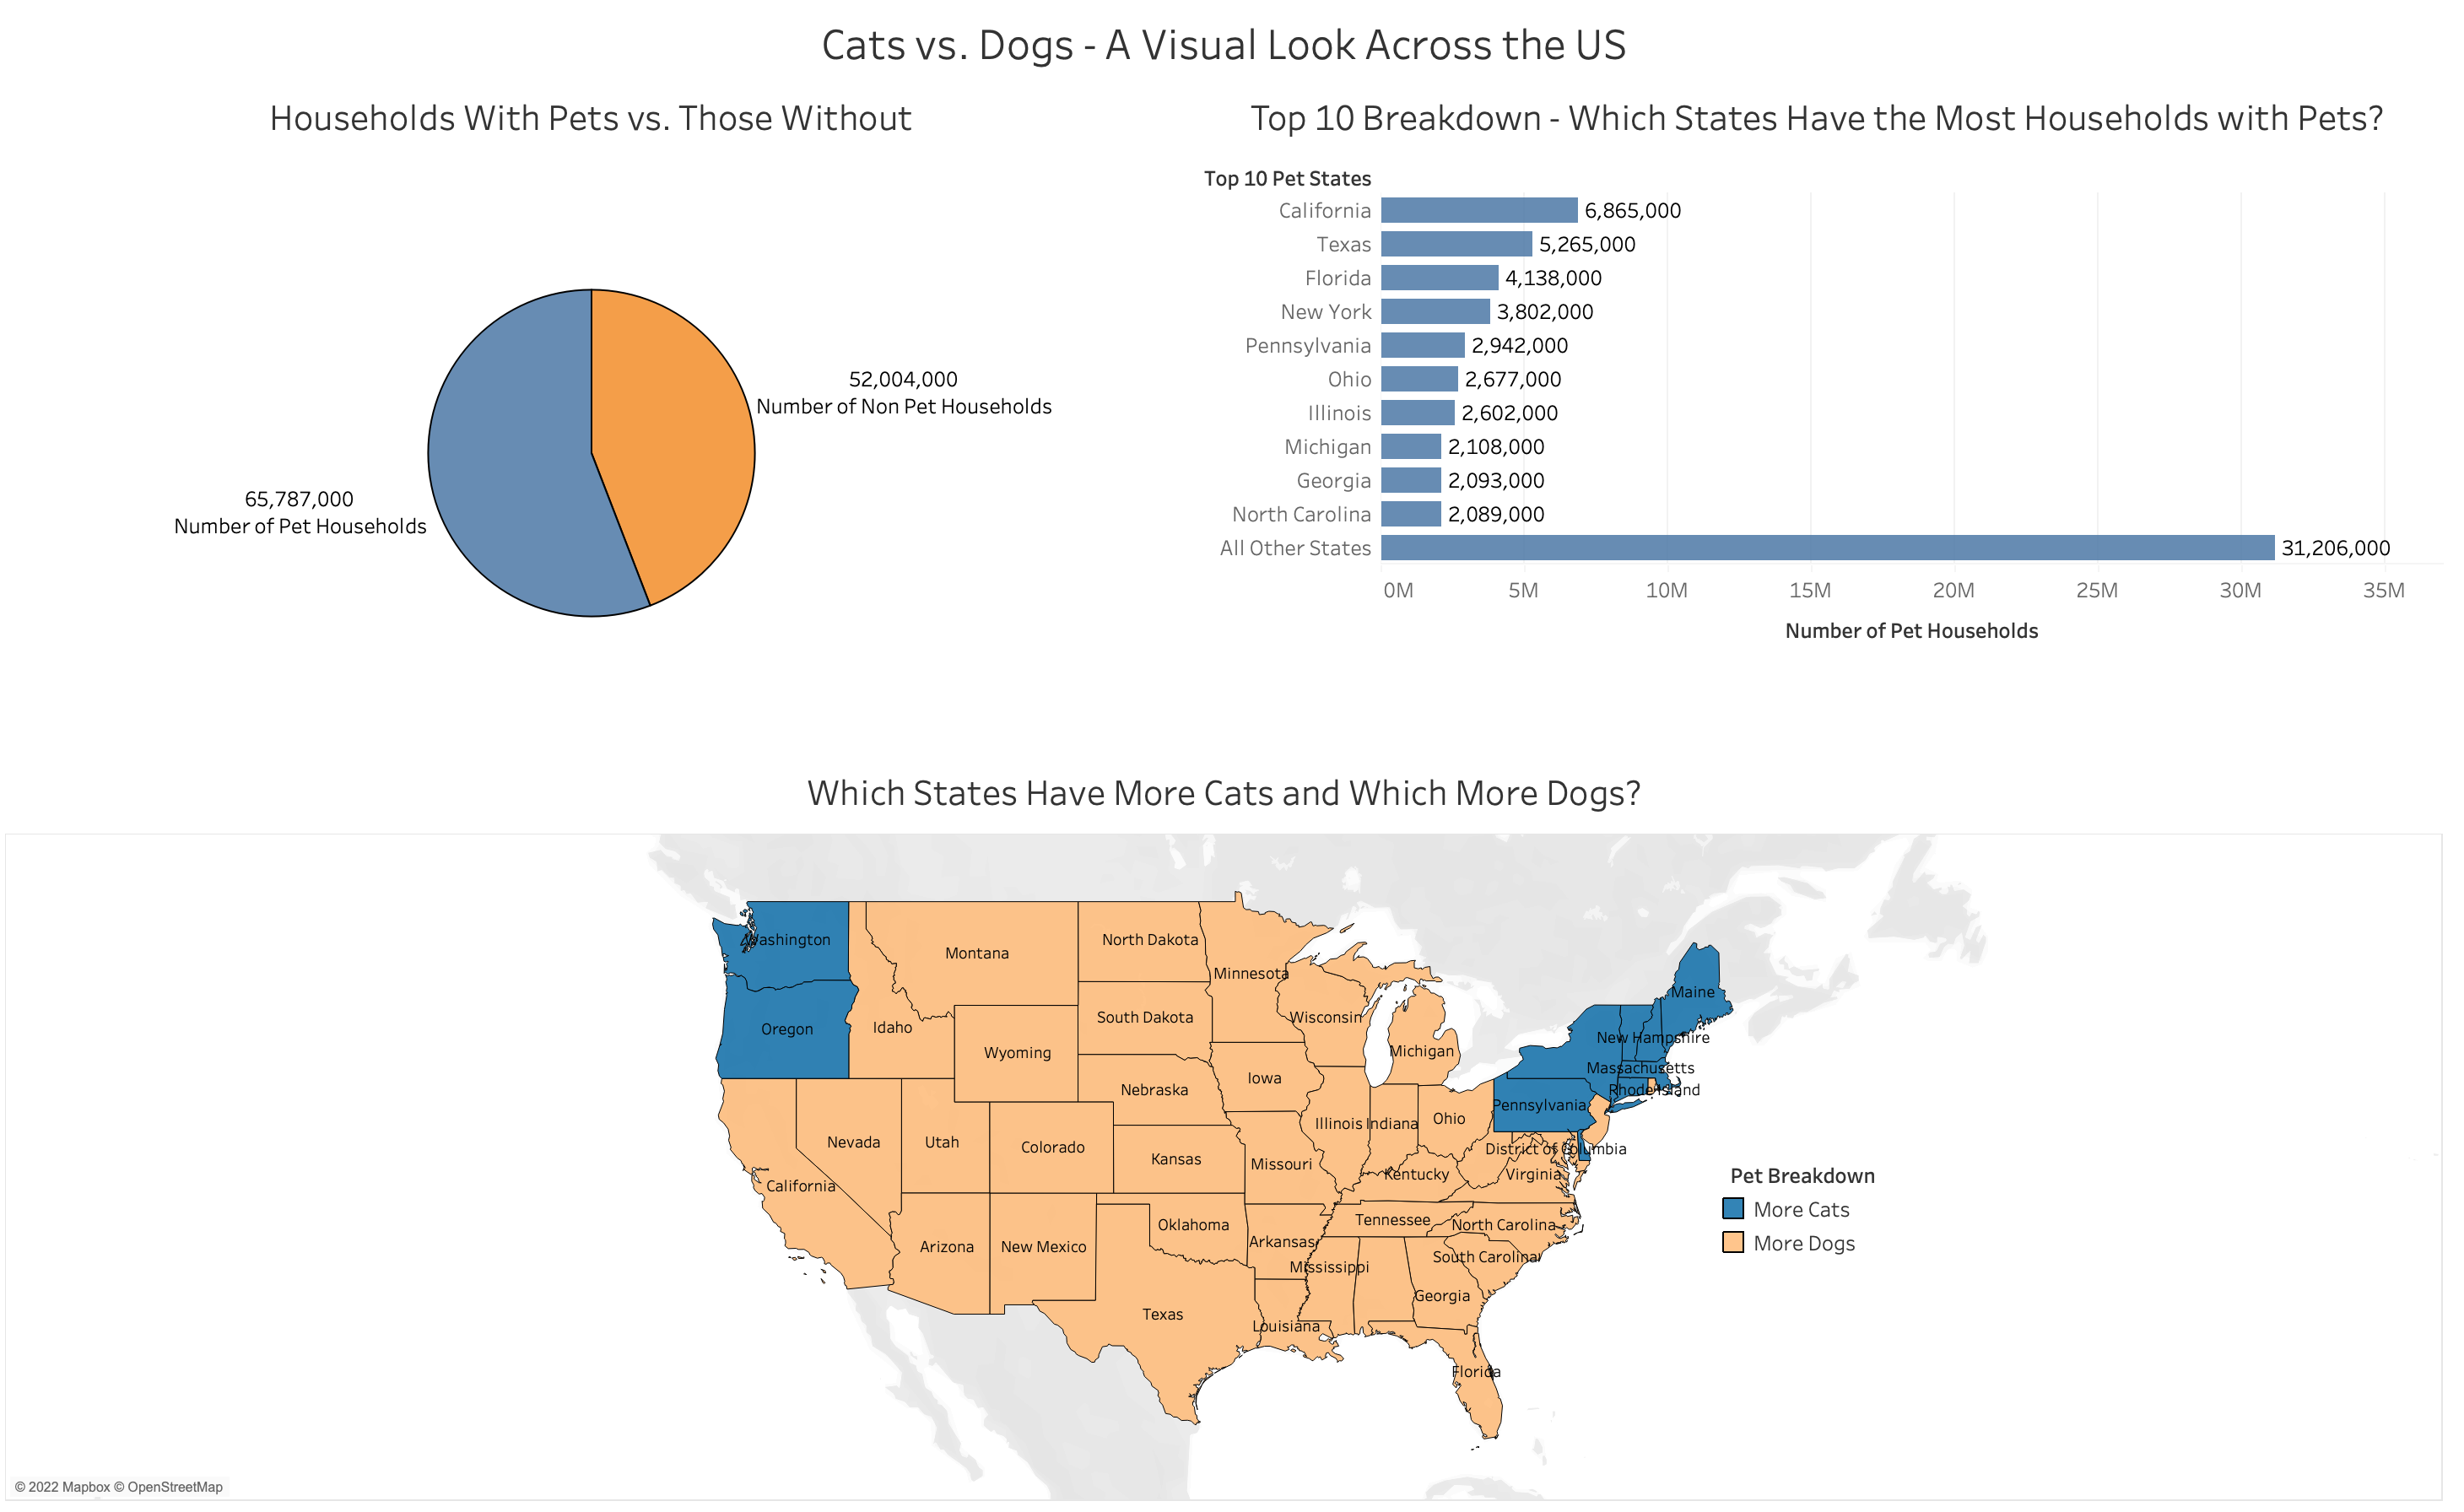 Cats vs. Dogs - A Visual Look Across the US
Households With Pets vs. Those Without
52,004,000
Number of Non Pet Households
65,787,000
Number of Pet Households
Top 10 Breakdown - Which States Have the Most Households with Pets?
Top 10 Pet States
California 6,865,000
Texas 5,265,000
Florida 4,138,000
New York 3,802,000
Pennsylvania 2,942,000
Ohio 2,677,000
Illinois 2,602,000
Michigan 2,108,000
Georgia 2,093,000
North Carolina 2,089,000
All Other States 31,206,000
0M 5M 10M 15M 20M 25M 30M 35M
Number of Pet Households
Which States Have More Cats and Which More Dogs?
Washington
Montana
North Dakota
Minnesota
Maine
Oregon
Idaho
South Dakota
Wisconsin
New Hampshire
Wyoming
Michigan
Massachusetts
Iowa
Nebraska
Rhode Island
Pennsylvania
Nevada
Utah
Colorado
Illinois
Indiana
Ohio
District of Columbia
Kansas
Missouri
Kentucky
Virginia
California
Oklahoma
Tennessee
North Carolina
Arizona
New Mexico
Arkansas
South Carolina
Mississippi
Georgia
Texas
Louisiana
Florida
Pet Breakdown
More Cats
More Dogs
© 2022 Mapbox © OpenStreetMap